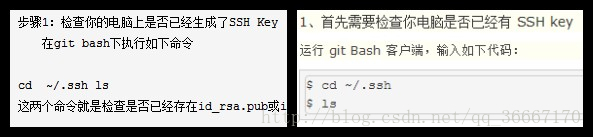 步骤1：检查你的电脑上是否已经生成了SSH Key
在git bash下执行如下命令
cd ~/.ssh ls
这两个命令就是检查是否已经存在id_rsa.pub或i
1、首先需要检查你电脑是否已经有 SSH key
运行 git Bash 客户端，输入如下代码：
$ cd ~/.ssh
$ ls
http://blog.csdn.net/qq_36667170